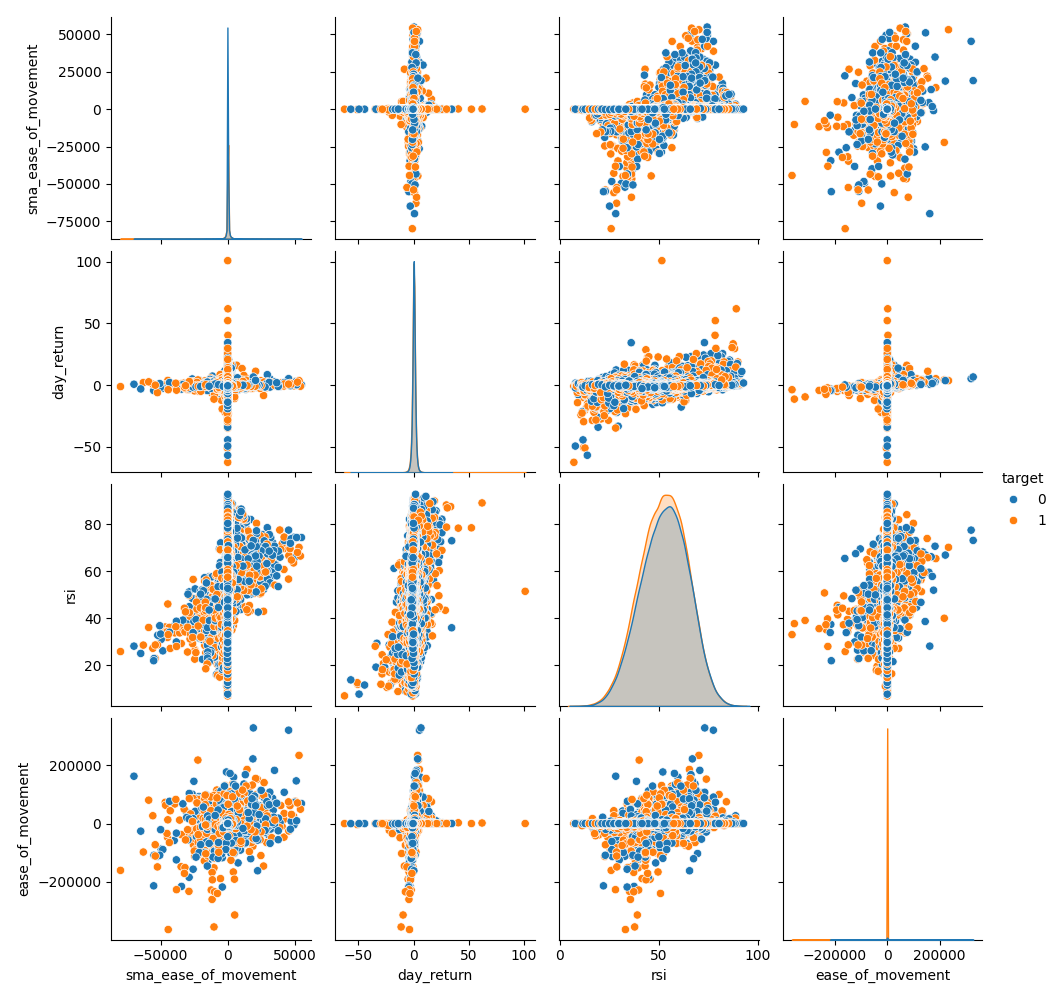 sma_ease_of_movement
50000
25000
0
−25000
−50000
−75000
day_return
100
50
0
−50
rsi
80
60
40
20
target
0
1
ease_of_movement
200000
0
−200000
−50000 0 50000
sma_ease_of_movement
−50 0 50 100
day_return
0 50 100
rsi
−200000 0 200000
ease_of_movement